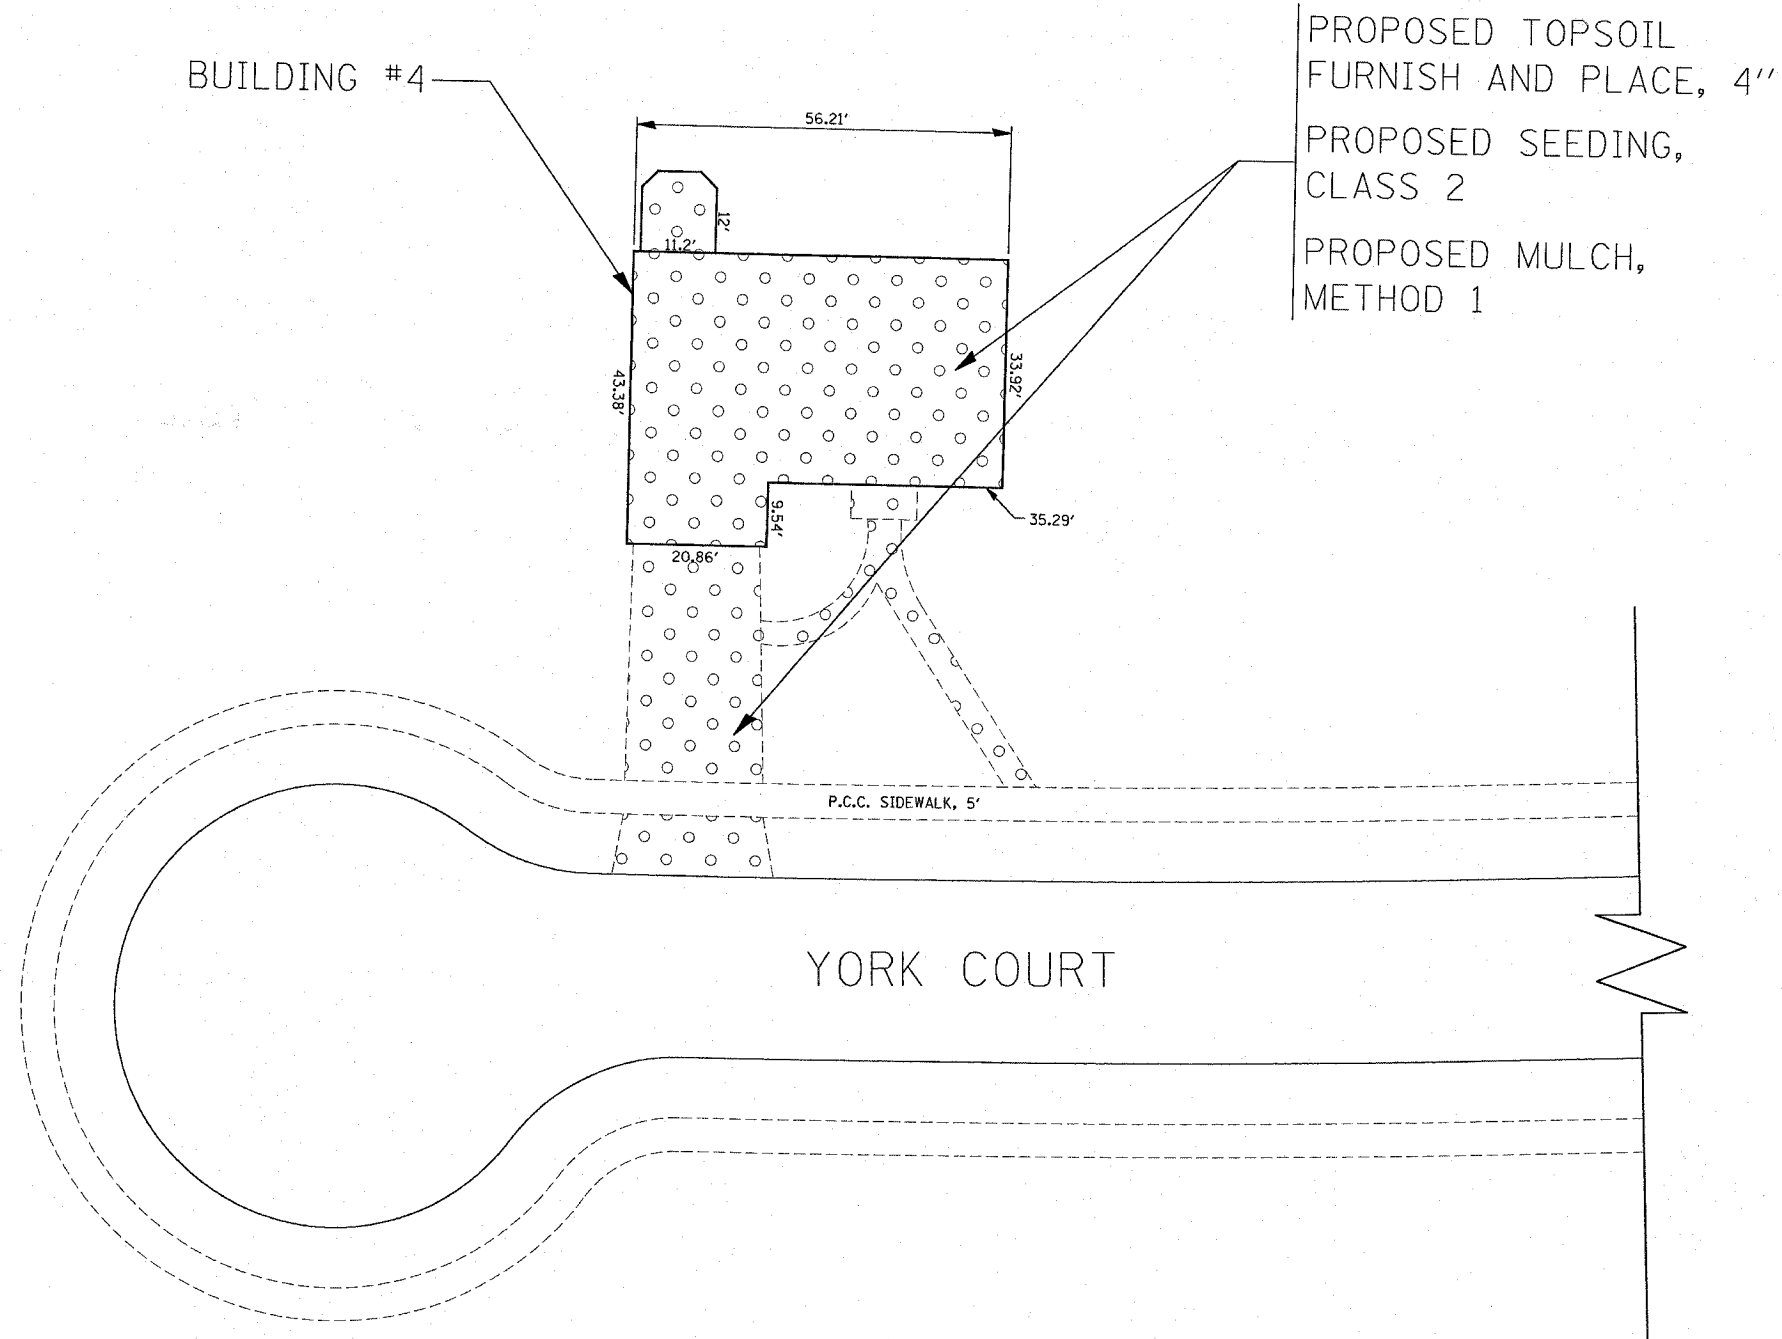 PROPOSED TOPSOIL
FURNISH AND PLACE, 4"
BUILDING #4
56.21'
PROPOSED SEEDING,
CLASS 2
12'
11.2'
PROPOSED MULCH,
METHOD 1
33.92'
43.38'
9.54'
35.29'
20.86'
P.C.C. SIDEWALK, 5'
YORK COURT